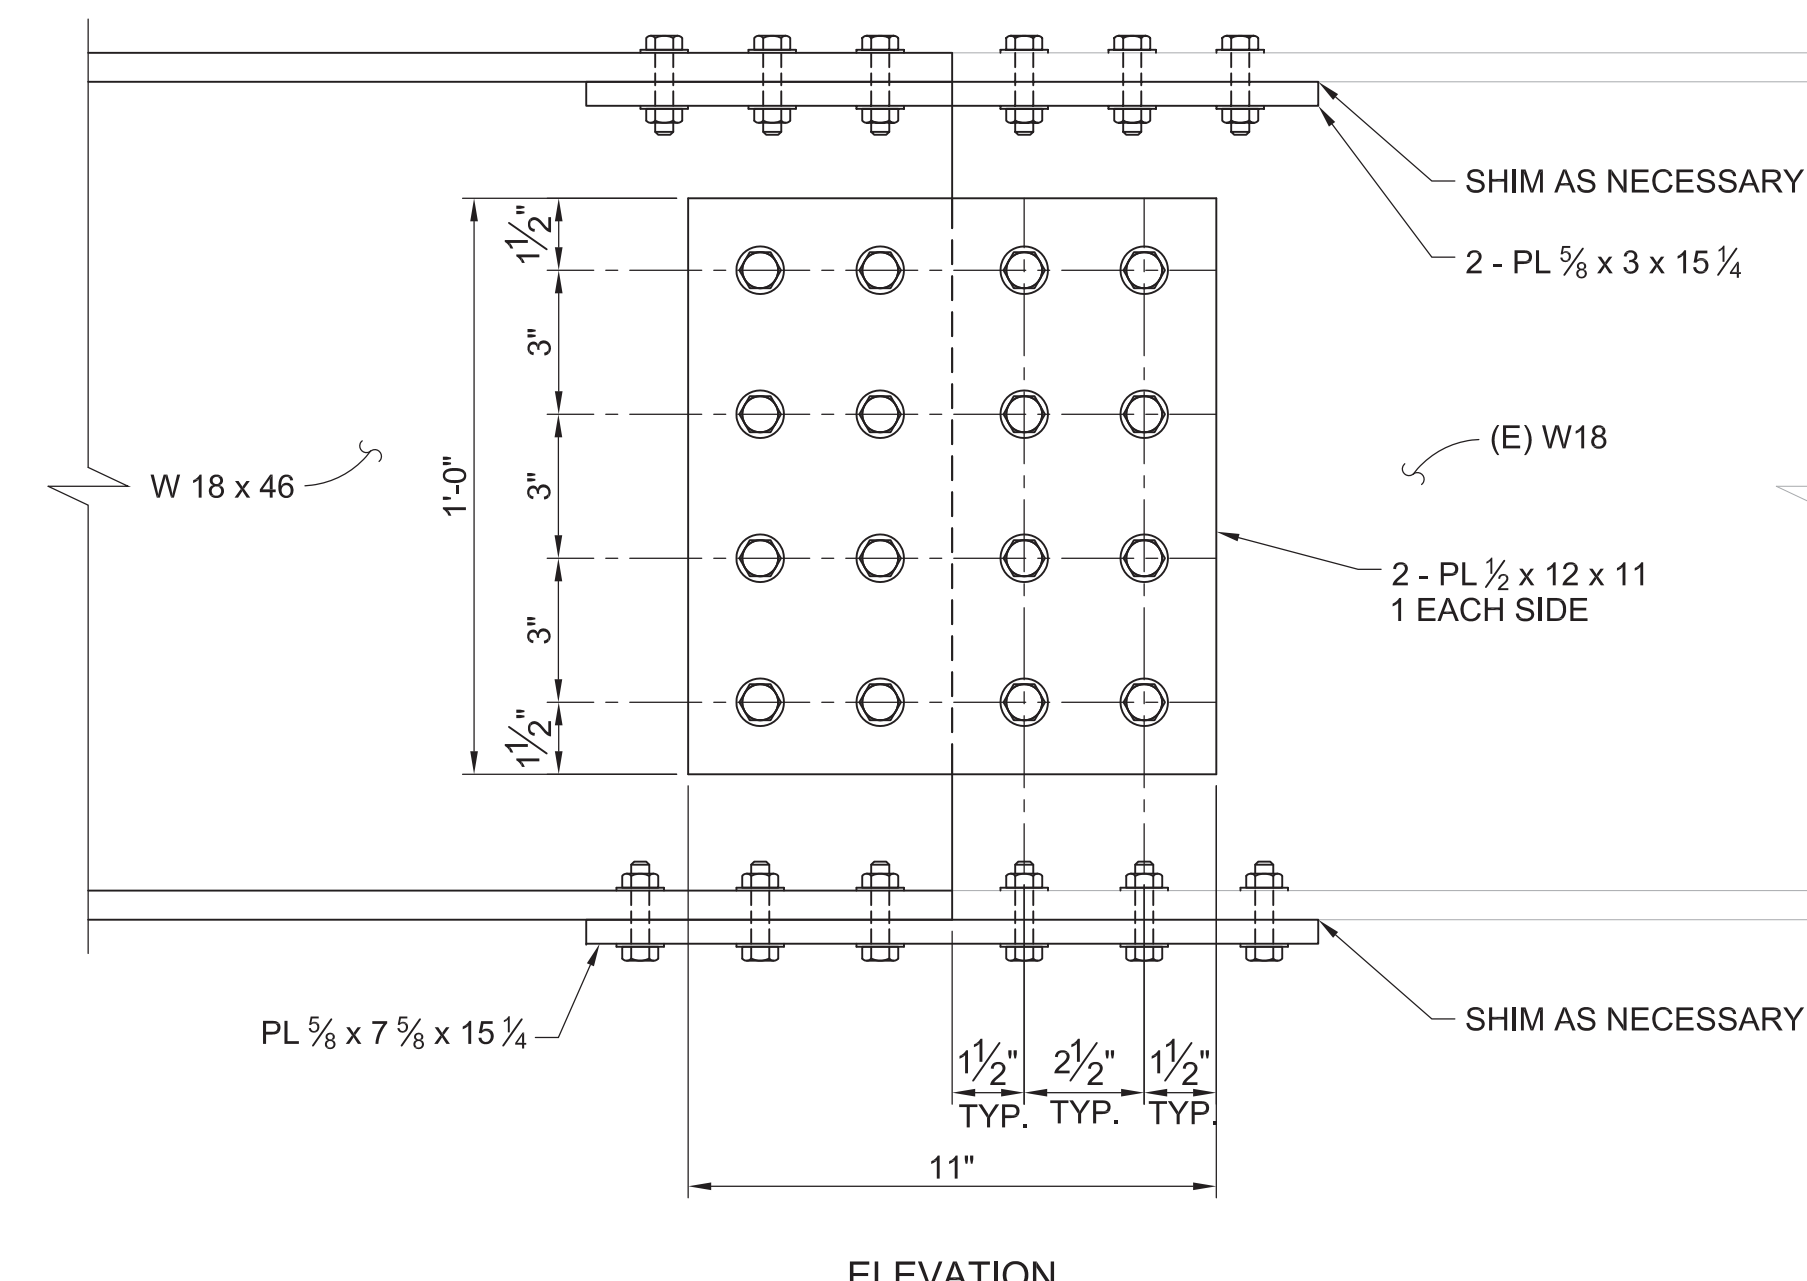 SHIM AS NECESSARY
2 - PL ⅝ x 3 x 15 ¼
1½"
3"
3"
3"
1½"
1'-0"
W 18 x 46
(E) W18
2 - PL ½ x 12 x 11
1 EACH SIDE
PL ⅝ x 7 ⅝ x 15 ¼
SHIM AS NECESSARY
1½" 2½" 1½"
TYP. TYP. TYP.
11"
ELEVATION